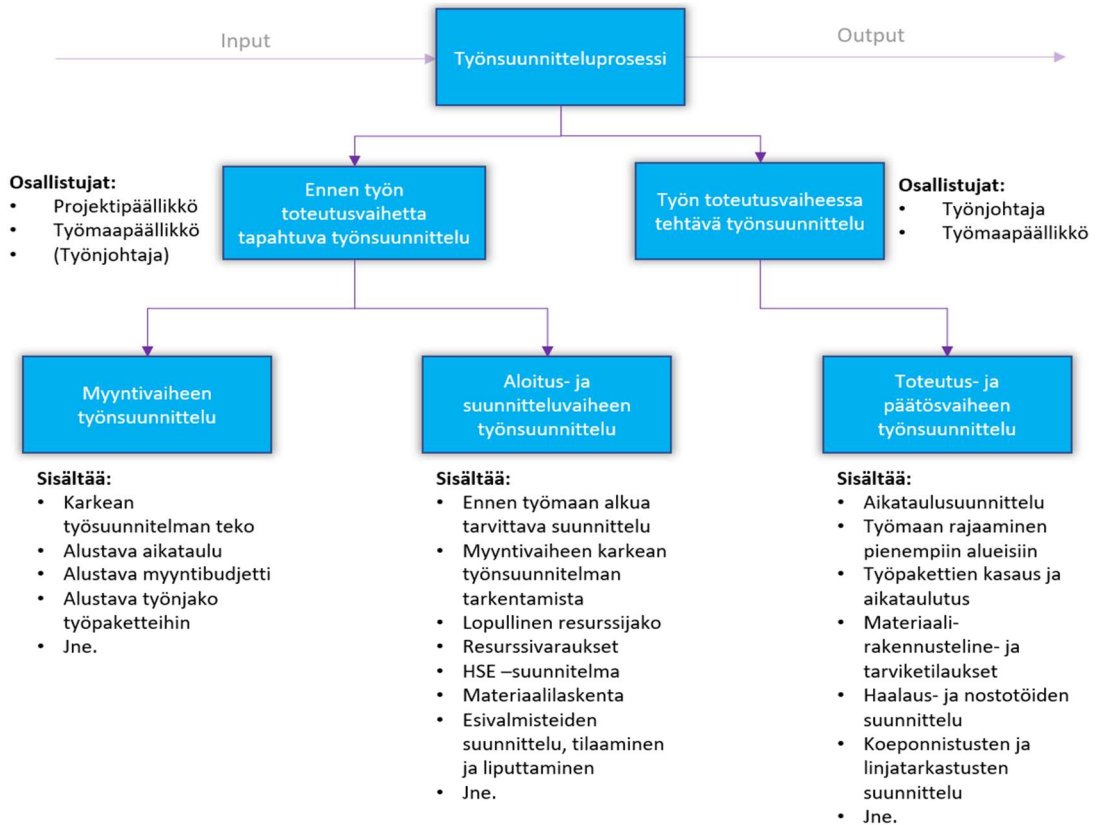 Input
Työnsuunnitteluprosessi
Output
Osallistujat:
• Projektipäällikkö
• Työmaapäällikkö
• (Työnjohtaja)
Ennen työn
toteutusvaihetta
tapahtuva työnsuunnittelu
Työn toteutusvaiheessa
tehtävä työnsuunnittelu
Osallistujat:
• Työnjohtaja
• Työmaapäällikkö
Myyntivaiheen
työnsuunnittelu
Sisältää:
• Karkean
työsuunnitelman teko
• Alustava aikataulu
• Alustava myyntibudjetti
• Alustava työnjako
työpaketteihin
• Jne.
Aloitus- ja
suunnitteluvaiheen
työnsuunnittelu
Sisältää:
• Ennen työmaan alkua
tarvittava suunnittelu
• Myyntivaiheen karkean
työnsuunnitelman
tarkentamista
• Lopullinen resurssijako
• Resurssivaraukset
• HSE –suunnitelma
• Materiaalilaskenta
• Esivalmisteiden
suunnittelu, tilaaminen
ja liputtaminen
• Jne.
Toteutus- ja
päätösvaiheen
työnsuunnittelu
Sisältää:
• Aikataulusuunnittelu
• Työmaan rajaaminen
pienempiin alueisiin
• Työpakettien kasaus ja
aikataulutus
• Materiaali-
rakennusteline- ja
tarviketilaukset
• Haalaus- ja nostotöiden
suunnittelu
• Koeponnistusten ja
linjatarkastusten
suunnittelu
• Jne.